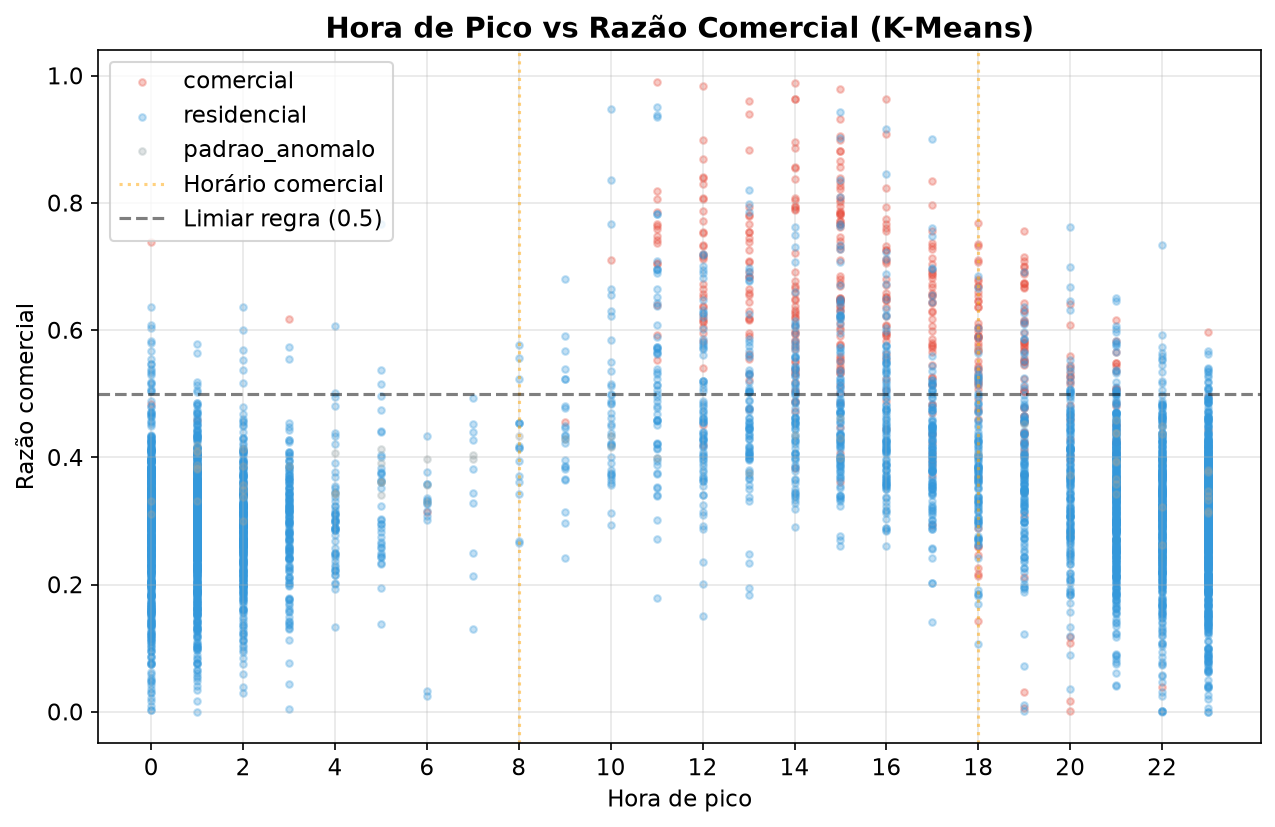 Hora de Pico vs Razão Comercial (K-Means)
comercial
residencial
padrao_anomalo
Horário comercial
Limiar regra (0.5)
Razão comercial
1.0
0.8
0.6
0.4
0.2
0.0
0 2 4 6 8 10 12 14 16 18 20 22
Hora de pico